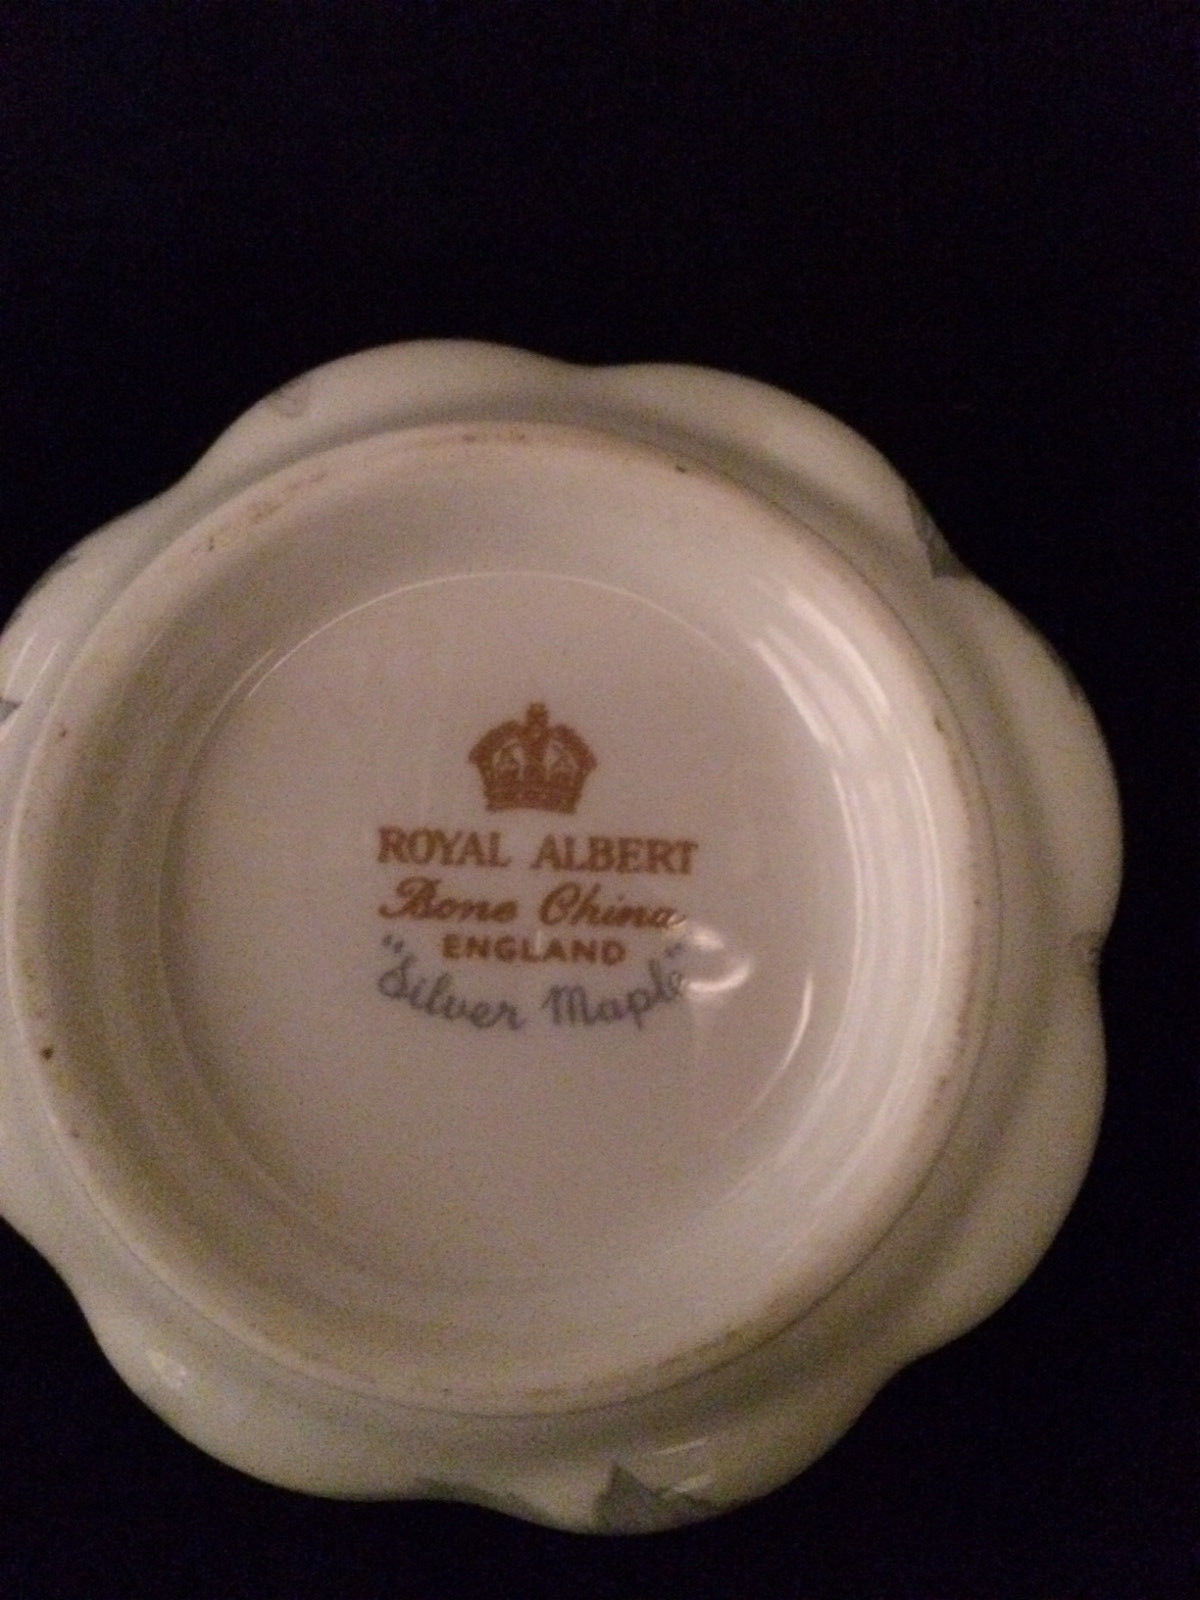 ROYAL ALBERT
Bone China
ENGLAND
"Silver Maple"